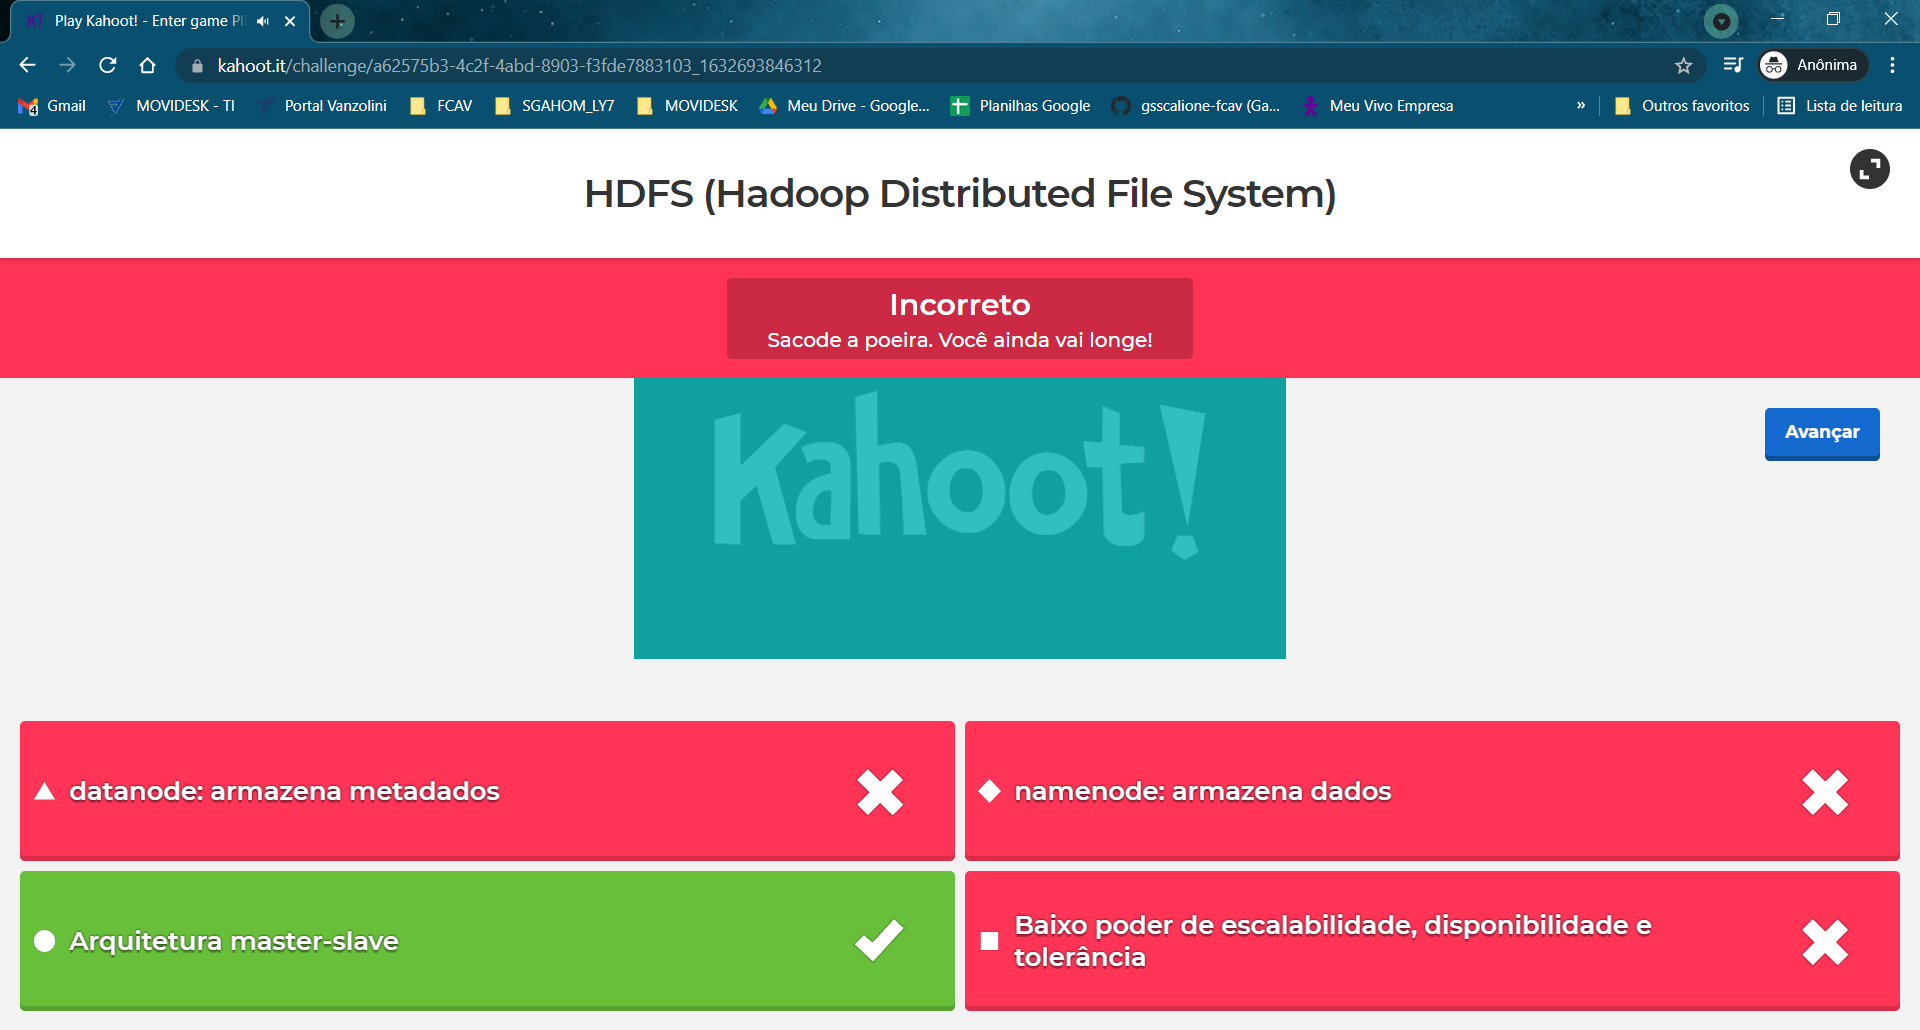 Play Kahoot! - Enter game
kahoot.it/challenge/a62575b3-4c2f-4abd-8903-f3fde7883103_1632693846312
Anônima
Gmail
MOVIDESK - TI
Portal Vanzolini
FCAV
SGAHOM_LY7
MOVIDESK
Meu Drive - Google...
Planilhas Google
gsscalione-fcav (Ga...
Meu Vivo Empresa
»
Outros favoritos
Lista de leitura
HDFS (Hadoop Distributed File System)
Incorreto
Sacode a poeira. Você ainda vai longe!
Kahoot!
Avançar
datanode: armazena metadados
namenode: armazena dados
Arquitetura master-slave
Baixo poder de escalabilidade, disponibilidade e
tolerância